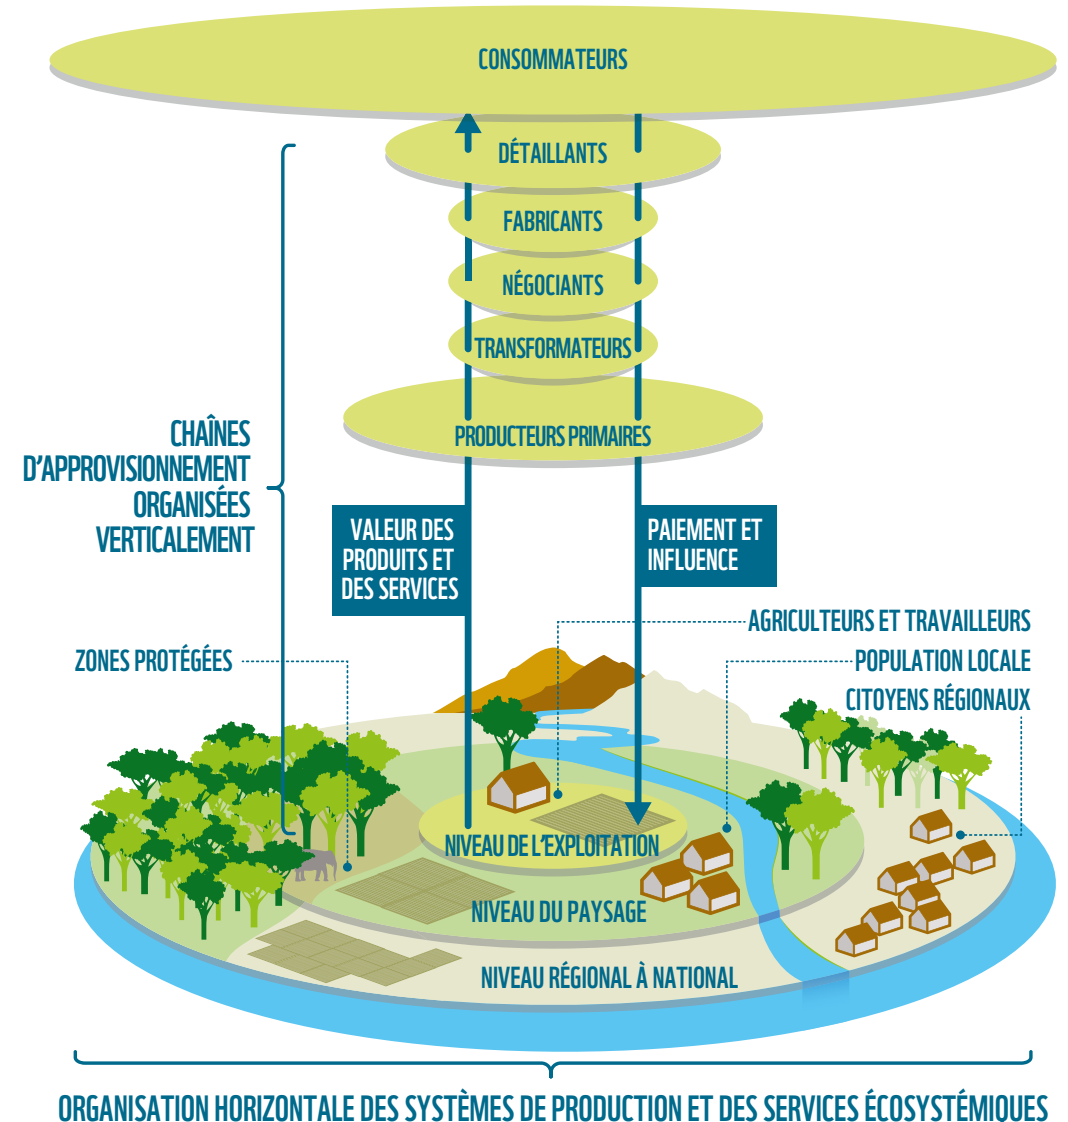 CONSOMMATEURS
DÉTAILLANTS
FABRICANTS
NÉGOCIANTS
TRANSFORMATEURS
PRODUCTEURS PRIMAIRES
CHAÎNES
D'APPROVISIONNEMENT
ORGANISÉES
VERTICALEMENT
VALEUR DES
PRODUITS ET
DES SERVICES
PAIEMENT ET
INFLUENCE
AGRICULTEURS ET TRAVAILLEURS
ZONES PROTÉGÉES
POPULATION LOCALE
CITOYENS RÉGIONAUX
NIVEAU DE L'EXPLOITATION
NIVEAU DU PAYSAGE
NIVEAU RÉGIONAL À NATIONAL
ORGANISATION HORIZONTALE DES SYSTÈMES DE PRODUCTION ET DES SERVICES ÉCOSYSTÉMIQUES